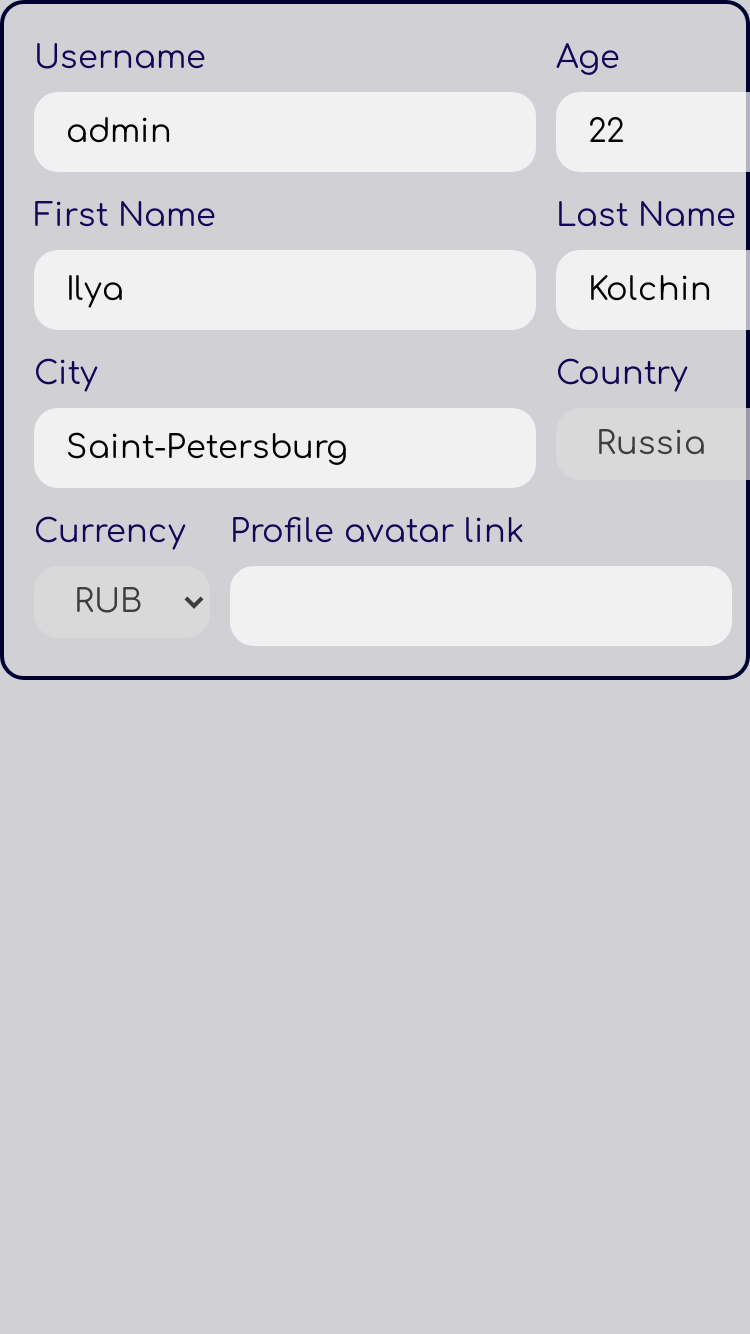 Username Age
admin 22
First Name Last Name
Ilya Kolchin
City Country
Saint-Petersburg Russia
Currency Profile avatar link
RUB